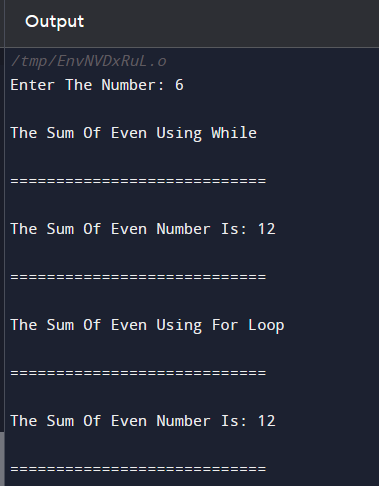 Output
/tmp/EnvNVDxRuL.o
Enter The Number: 6
The Sum Of Even Using While
============================
The Sum Of Even Number Is: 12
============================
The Sum Of Even Using For Loop
============================
The Sum Of Even Number Is: 12
============================